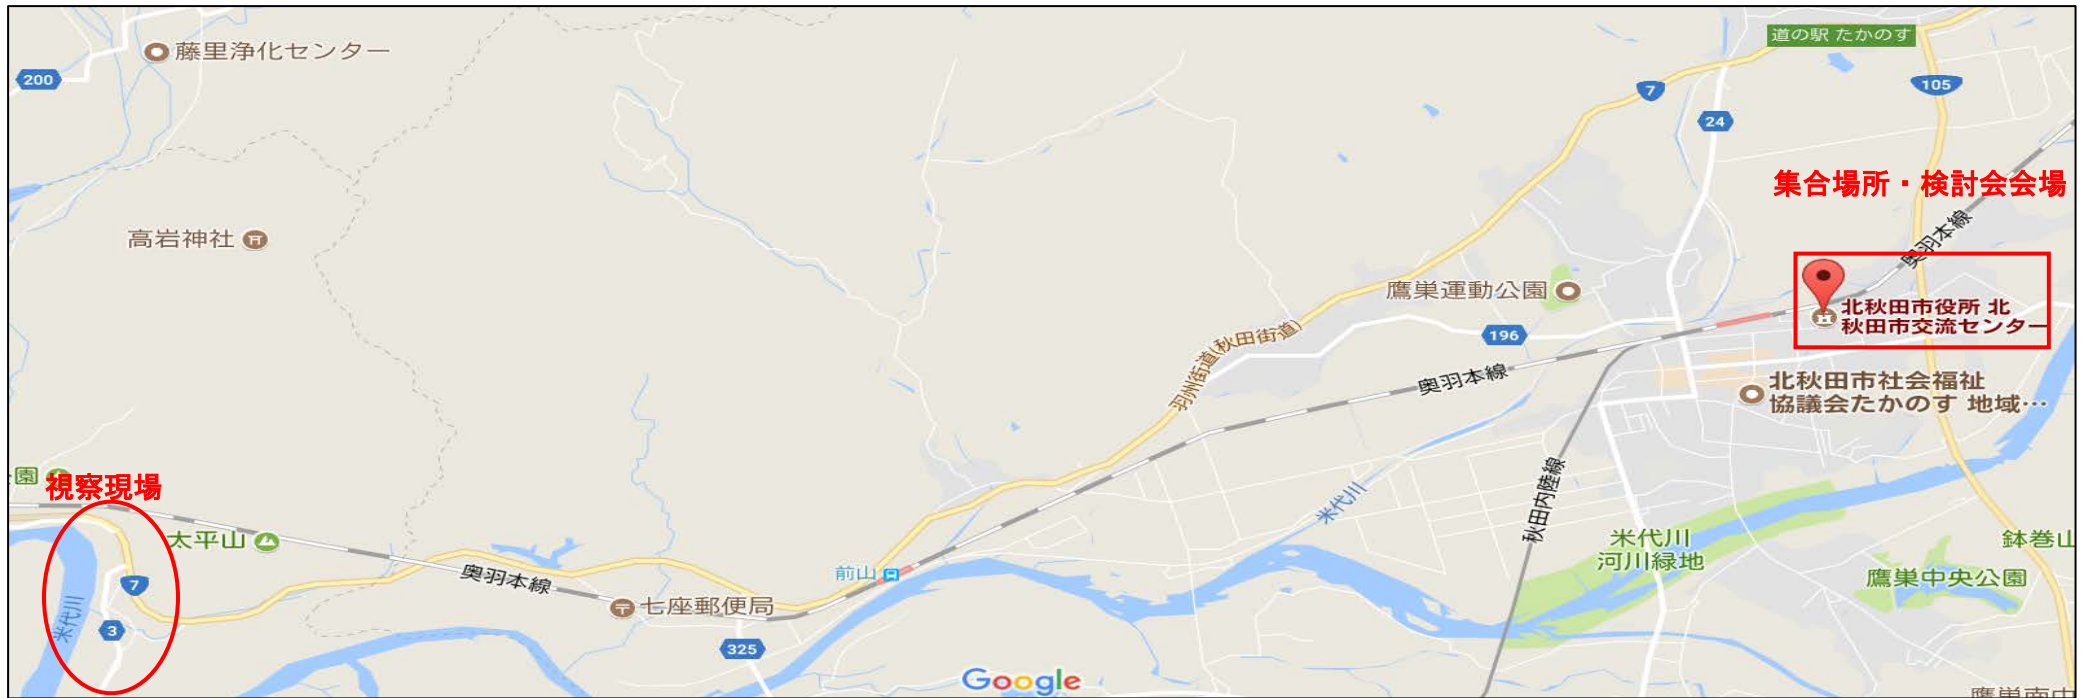 道の駅 たかのす
藤里浄化センター
200
7
105
24
集合場所・検討会会場
高岩神社
奥羽本線
鷹巣運動公園
北秋田市役所 北
秋田市交流センター
羽州街道(秋田街道)
196
奥羽本線
北秋田市社会福祉
協議会たかのす 地域…
園
視察現場
米代川
秋田内陸線
太平山
米代川
河川緑地
鉢巻山
前山
奥羽本線
鷹巣中央公園
7
七座郵便局
米代川
3
325
Google